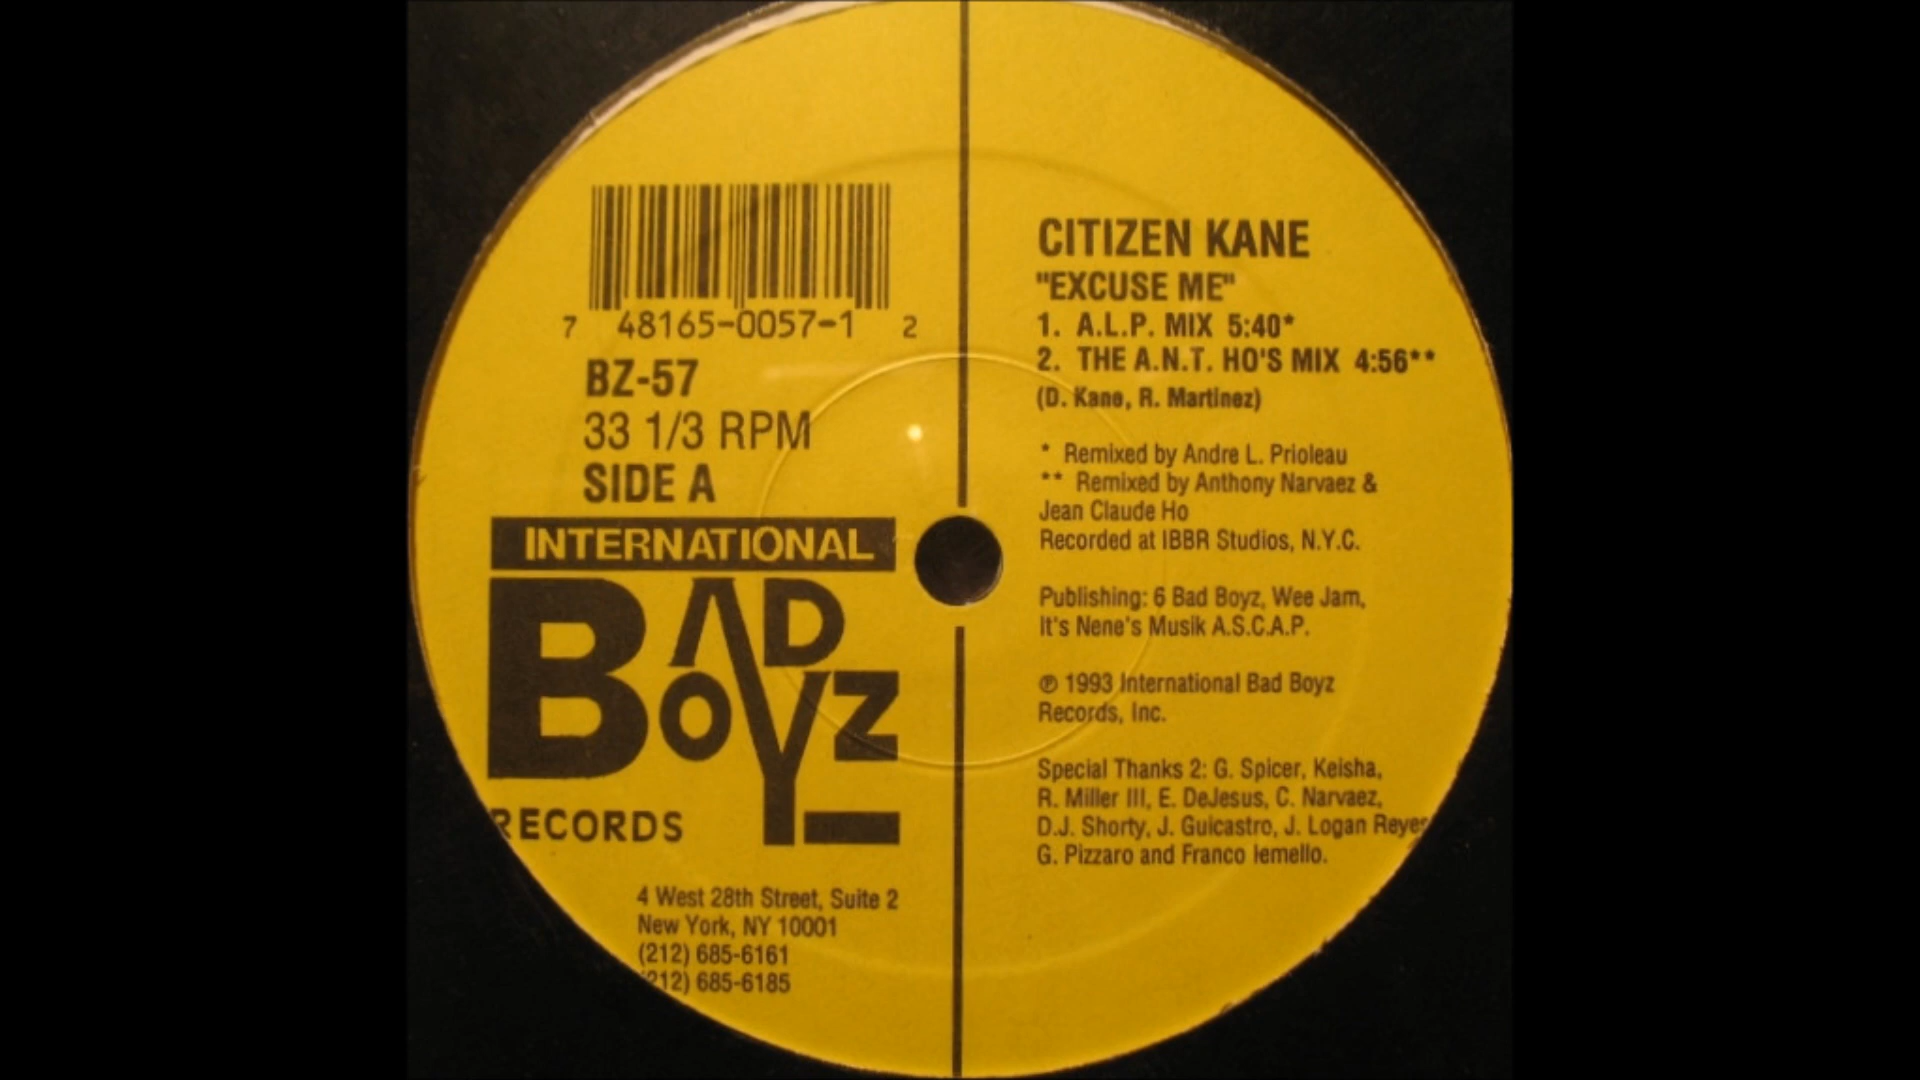 7 48165-0057-1 2
BZ-57
33 1/3 RPM
SIDE A
INTERNATIONAL
BAD
BOYZ
RECORDS
4 West 28th Street, Suite 2
New York, NY 10001
(212) 685-6161
(212) 685-6185
CITIZEN KANE
"EXCUSE ME"
1. A.L.P. MIX 5:40*
2. THE A.N.T. HO'S MIX 4:56**
(D. Kane, R. Martinez)
* Remixed by Andre L. Prioleau
** Remixed by Anthony Narvaez &
Jean Claude Ho
Recorded at IBBR Studios, N.Y.C.
Publishing: 6 Bad Boyz, Wee Jam,
It's Nene's Musik A.S.C.A.P.
℗ 1993 International Bad Boyz
Records, Inc.
Special Thanks 2: G. Spicer, Keisha,
R. Miller III, E. DeJesus, C. Narvaez,
D.J. Shorty, J. Guicastro, J. Logan Reyes
G. Pizzaro and Franco Iemello.